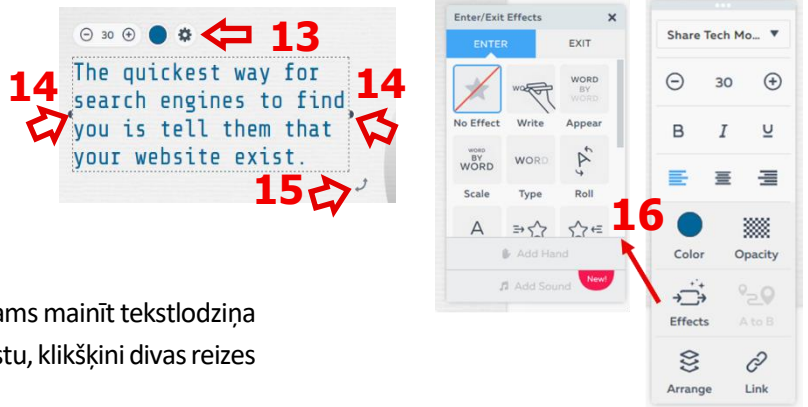 30
13
The quickest way for
search engines to find
you is tell them that
your website exist.
14
14
15
ams mainīt tekstlodziņa
stu, klikšķini divas reizes
Enter/Exit Effects ×
ENTER EXIT
WORD
BY
WORD
No Effect Write Appear
WORD
BY
WORD
WORD
Scale Type Roll
A
Add Hand
Add Sound
New!
16
Share Tech Mo...
30
B I U
Color Opacity
Effects A to B
Arrange Link